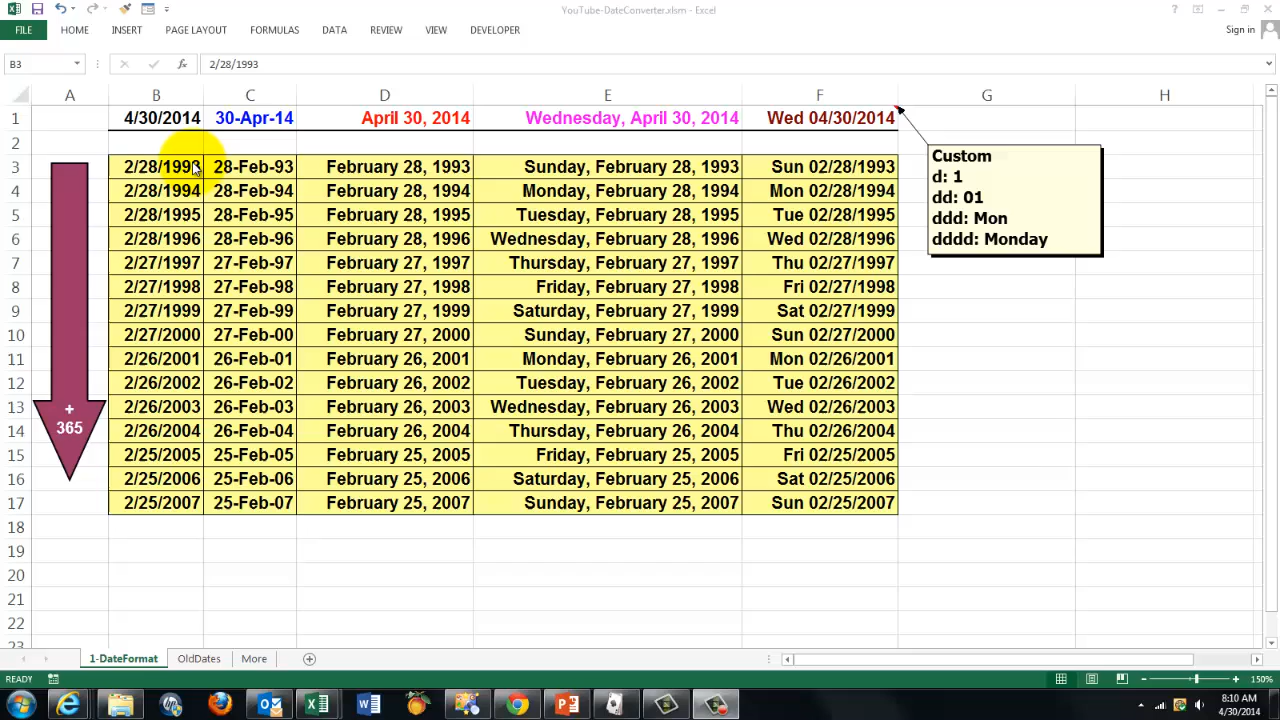 YouTube-DateConverter.xlsm - Excel
FILE HOME INSERT PAGE LAYOUT FORMULAS DATA REVIEW VIEW DEVELOPER Sign in
B3 fx 2/28/1993
A B C D E F G H
1 4/30/2014 30-Apr-14 April 30, 2014 Wednesday, April 30, 2014 Wed 04/30/2014
2
3 2/28/1993 28-Feb-93 February 28, 1993 Sunday, February 28, 1993 Sun 02/28/1993
4 2/28/1994 28-Feb-94 February 28, 1994 Monday, February 28, 1994 Mon 02/28/1994
5 2/28/1995 28-Feb-95 February 28, 1995 Tuesday, February 28, 1995 Tue 02/28/1995
6 2/28/1996 28-Feb-96 February 28, 1996 Wednesday, February 28, 1996 Wed 02/28/1996
7 2/27/1997 27-Feb-97 February 27, 1997 Thursday, February 27, 1997 Thu 02/27/1997
8 2/27/1998 27-Feb-98 February 27, 1998 Friday, February 27, 1998 Fri 02/27/1998
9 2/27/1999 27-Feb-99 February 27, 1999 Saturday, February 27, 1999 Sat 02/27/1999
10 2/27/2000 27-Feb-00 February 27, 2000 Sunday, February 27, 2000 Sun 02/27/2000
11 2/26/2001 26-Feb-01 February 26, 2001 Monday, February 26, 2001 Mon 02/26/2001
12 2/26/2002 26-Feb-02 February 26, 2002 Tuesday, February 26, 2002 Tue 02/26/2002
13 2/26/2003 26-Feb-03 February 26, 2003 Wednesday, February 26, 2003 Wed 02/26/2003
14 2/26/2004 26-Feb-04 February 26, 2004 Thursday, February 26, 2004 Thu 02/26/2004
15 2/25/2005 25-Feb-05 February 25, 2005 Friday, February 25, 2005 Fri 02/25/2005
16 2/25/2006 25-Feb-06 February 25, 2006 Saturday, February 25, 2006 Sat 02/25/2006
17 2/25/2007 25-Feb-07 February 25, 2007 Sunday, February 25, 2007 Sun 02/25/2007
18
19
20
21
22
23
+
365
Custom
d: 1
dd: 01
ddd: Mon
dddd: Monday
1-DateFormat OldDates More
150%
8:10 AM
4/30/2014